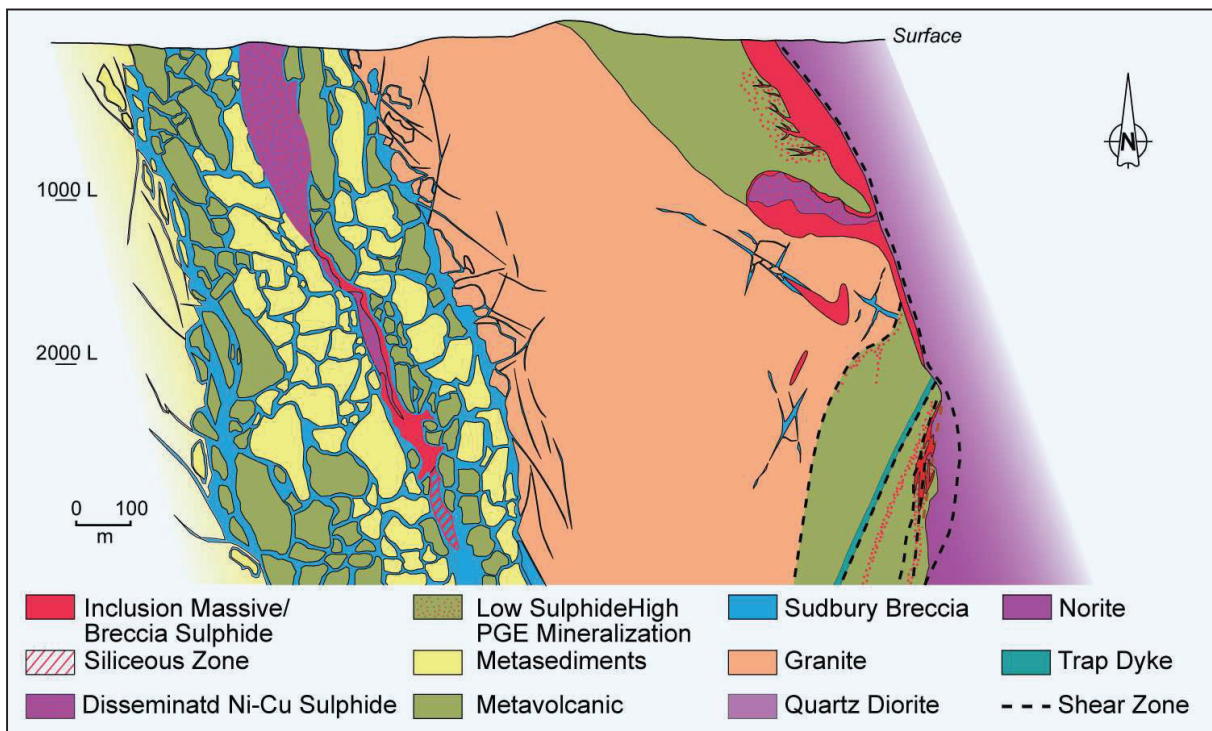 Surface
N
1000 L
2000 L
0 100
m
Inclusion Massive/
Breccia Sulphide
Siliceous Zone
Disseminatd Ni-Cu Sulphide
Low SulphideHigh
PGE Mineralization
Metasediments
Metavolcanic
Sudbury Breccia
Granite
Quartz Diorite
Norite
Trap Dyke
Shear Zone